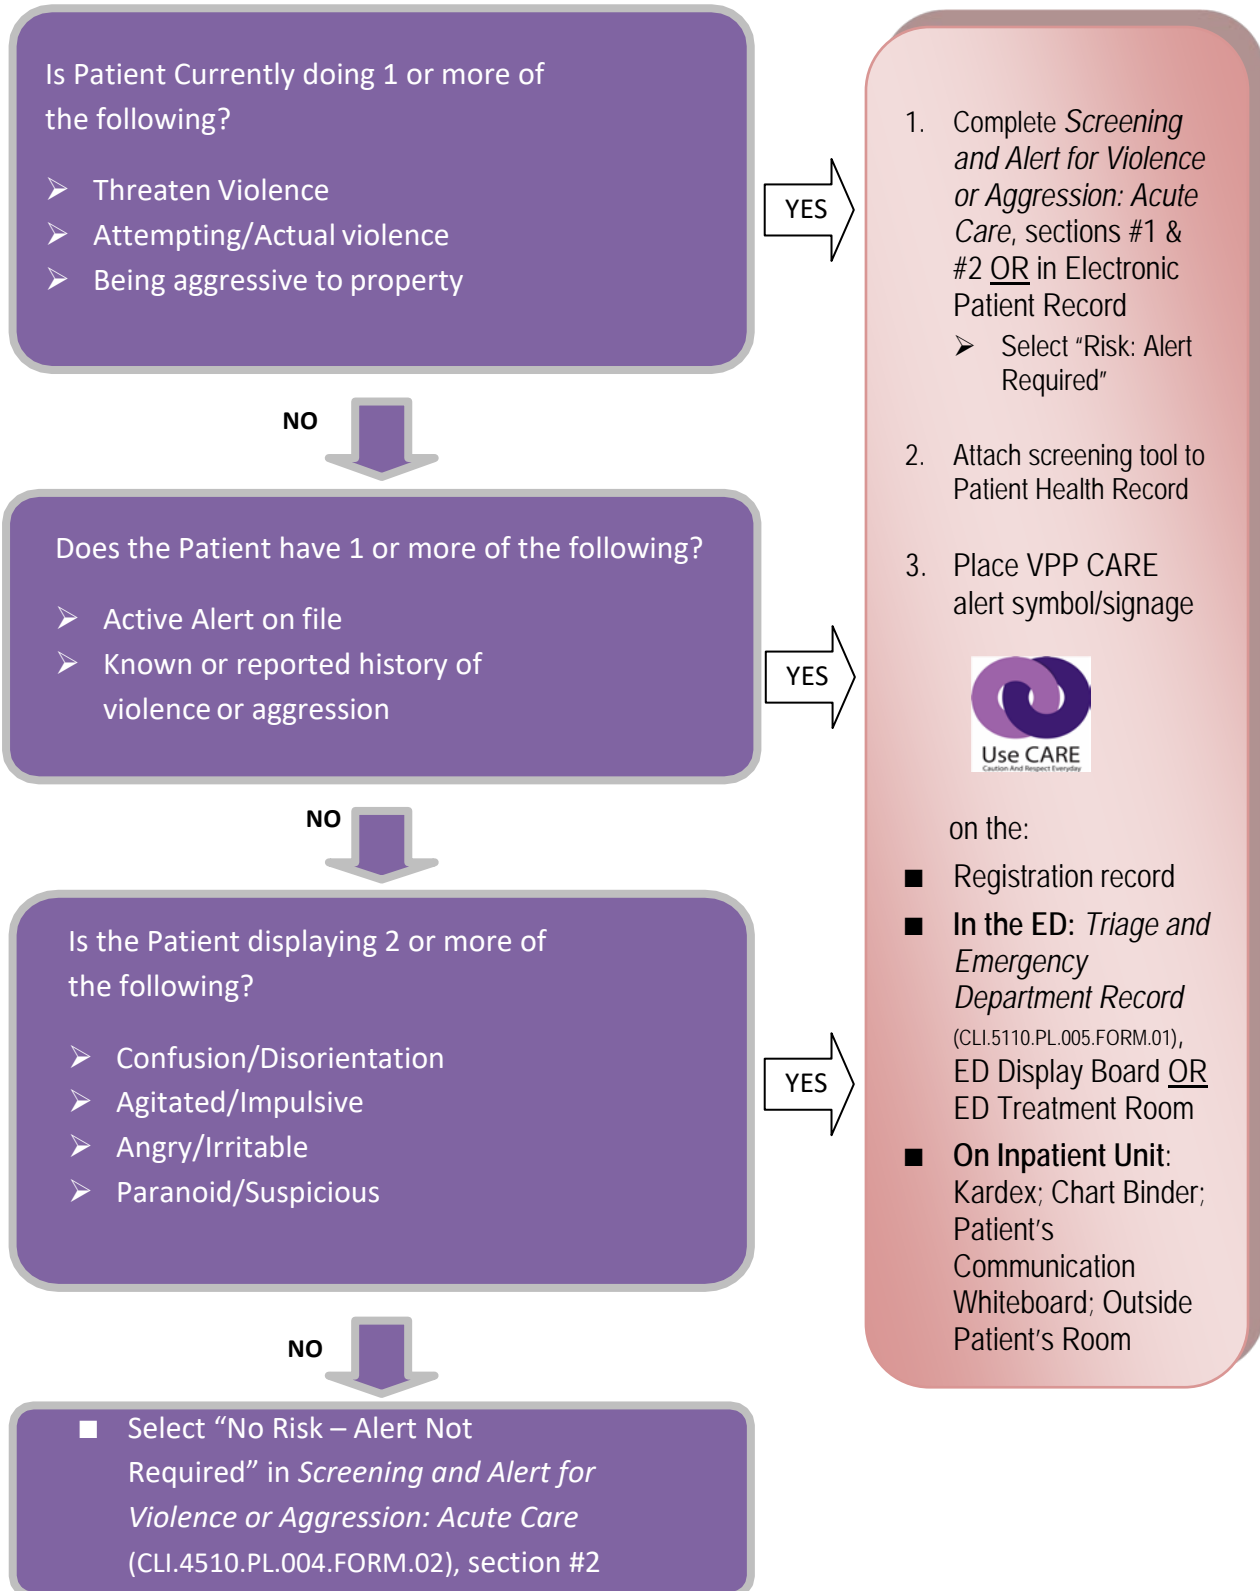 Is Patient Currently doing 1 or more of
the following?
➢ Threaten Violence
➢ Attempting/Actual violence
➢ Being aggressive to property
YES
NO
Does the Patient have 1 or more of the following?
➢ Active Alert on file
➢ Known or reported history of
violence or aggression
YES
NO
Is the Patient displaying 2 or more of
the following?
➢ Confusion/Disorientation
➢ Agitated/Impulsive
➢ Angry/Irritable
➢ Paranoid/Suspicious
YES
NO
■ Select “No Risk – Alert Not
Required” in Screening and Alert for
Violence or Aggression: Acute Care
(CLI.4510.PL.004.FORM.02), section #2
1. Complete Screening
and Alert for Violence
or Aggression: Acute
Care, sections #1 &
#2 OR in Electronic
Patient Record
➢ Select “Risk: Alert
Required”
2. Attach screening tool to
Patient Health Record
3. Place VPP CARE
alert symbol/signage
Use CARE
Caution And Respect Everyday
on the:
■ Registration record
■ In the ED: Triage and
Emergency
Department Record
(CLI.5110.PL.005.FORM.01),
ED Display Board OR
ED Treatment Room
■ On Inpatient Unit:
Kardex; Chart Binder;
Patient’s
Communication
Whiteboard; Outside
Patient’s Room